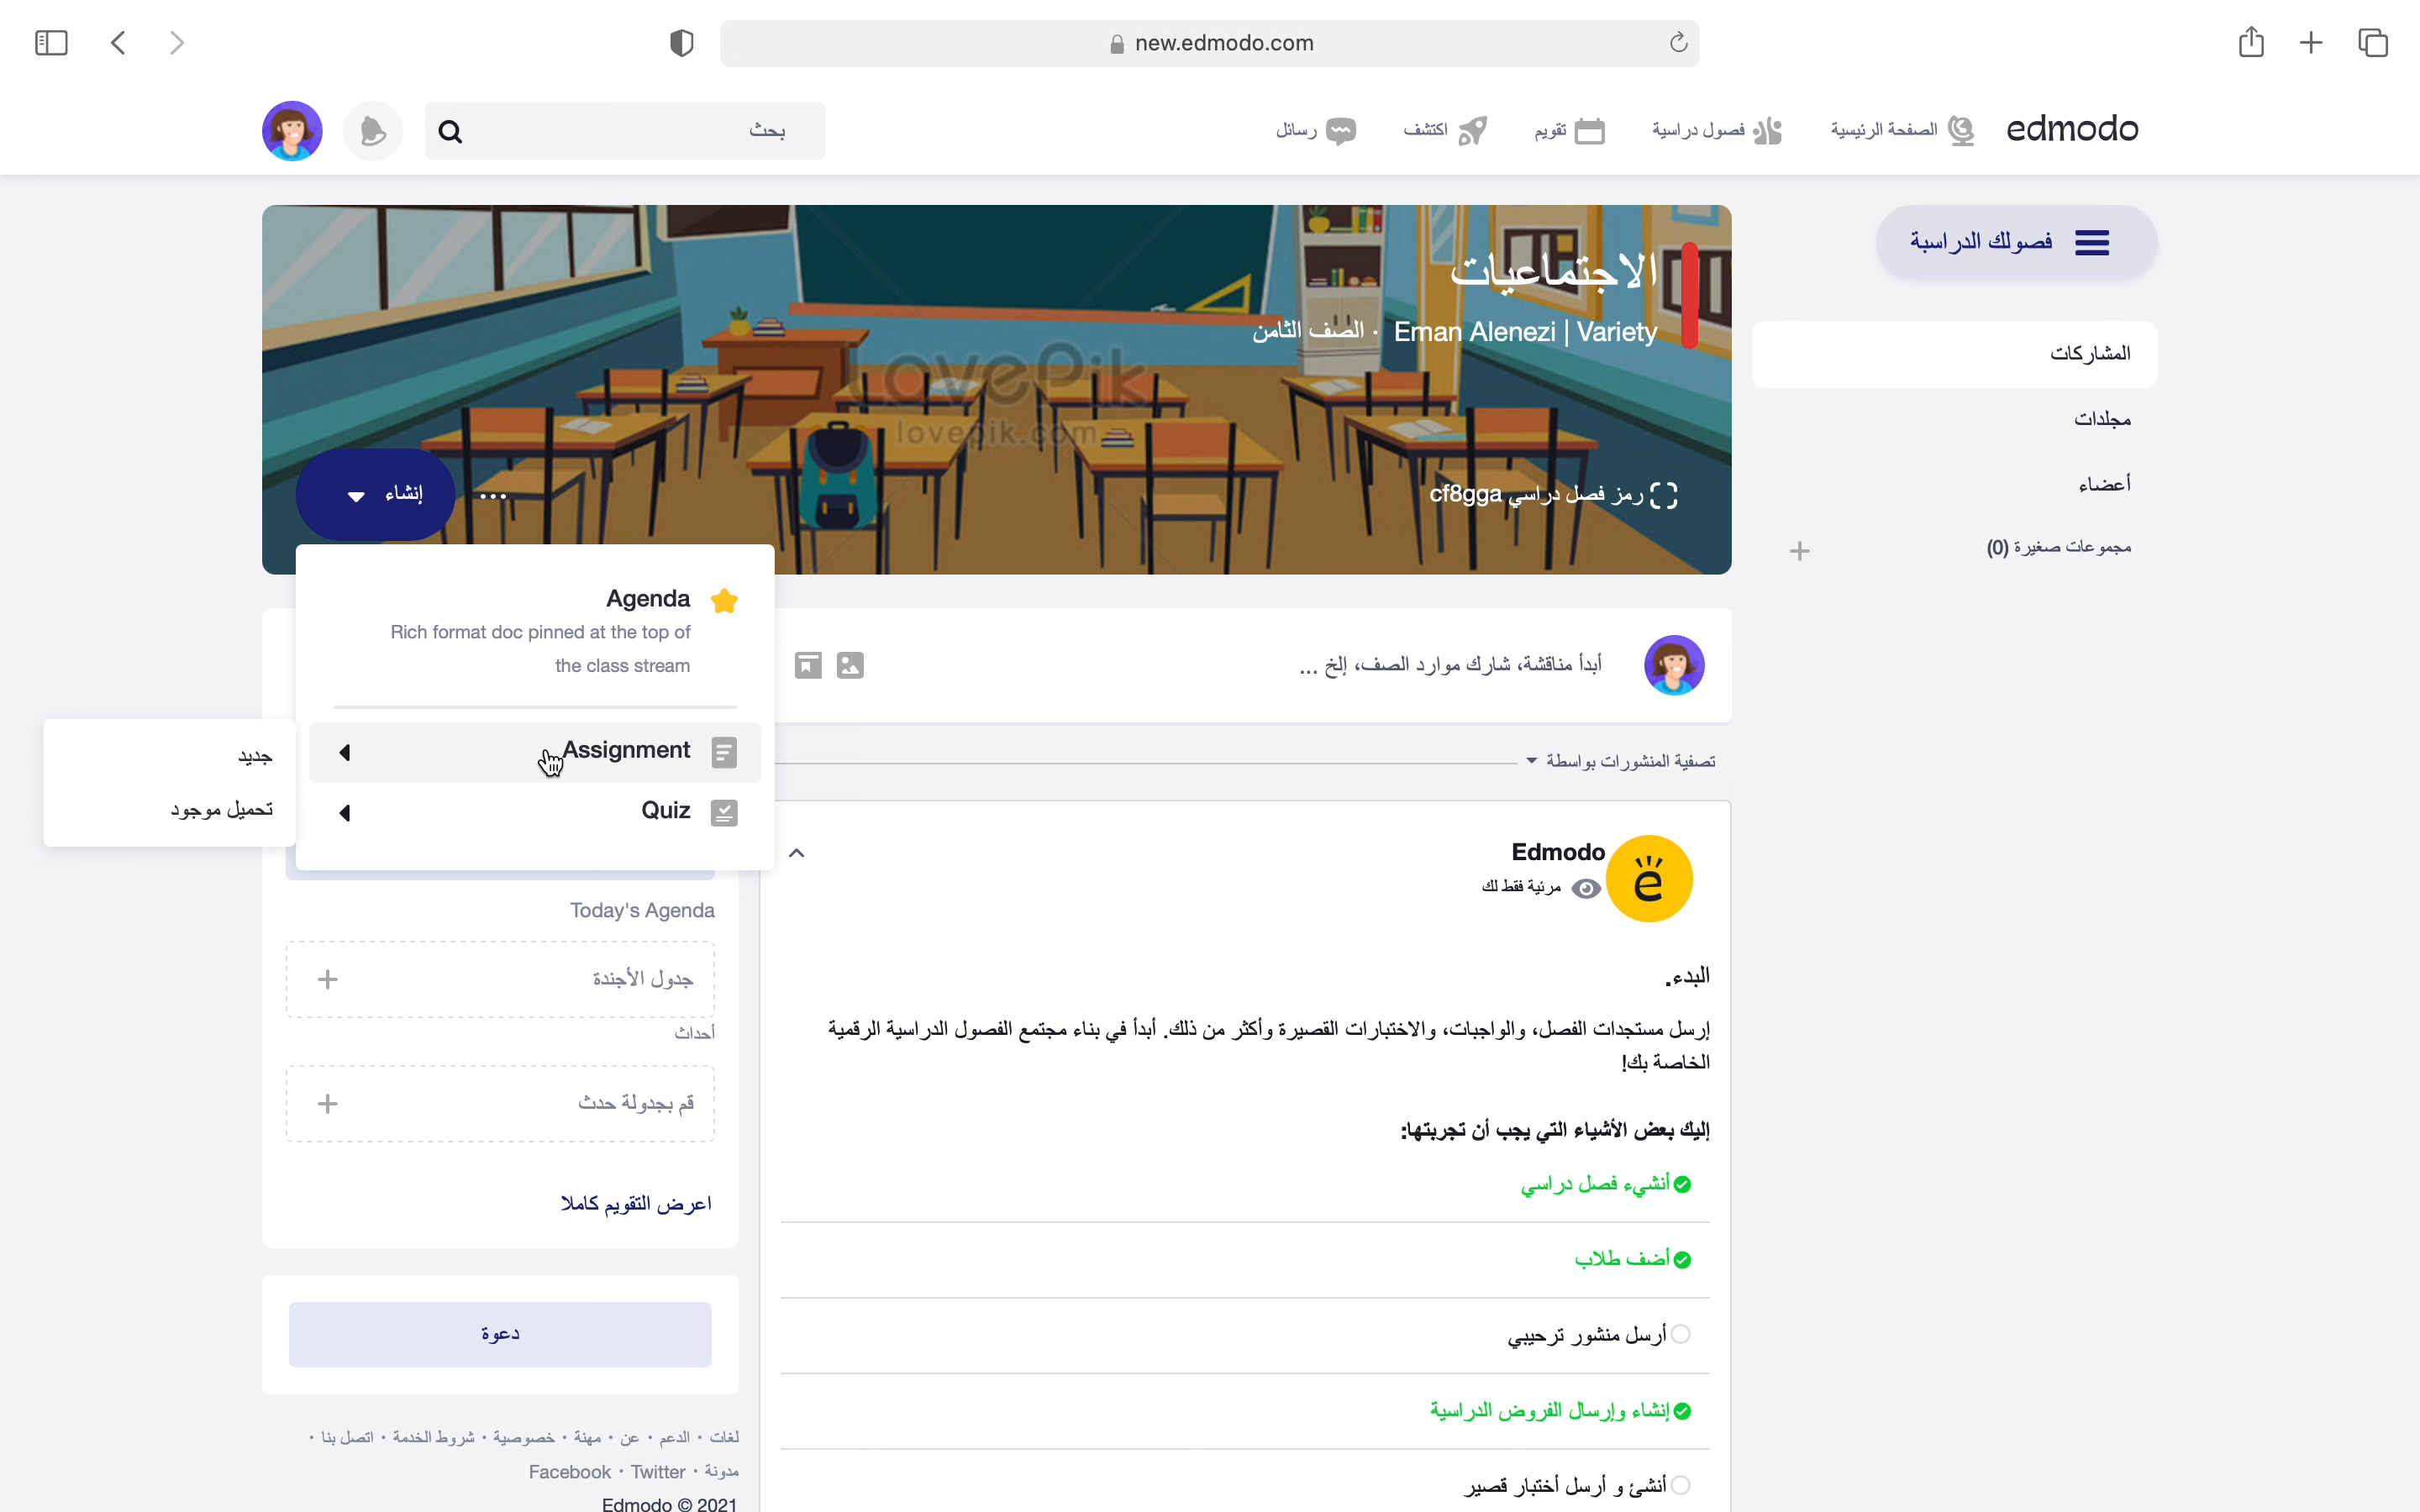 new.edmodo.com
edmodo
الصفحة الرئيسية
فصول دراسية
تقويم
اكتشف
رسائل
بحث
فصولك الدراسية
المشاركات
مجلدات
أعضاء
مجموعات صغيرة (0)
الاجتماعيات
Eman Alenezi | Variety · الصف الثامن
LovePik
lovepik.com
رمز فصل دراسي cf8gga
إنشاء
Agenda
Rich format doc pinned at the top of
the class stream
Assignment
Quiz
جديد
تحميل موجود
أبدأ مناقشة، شارك موارد الصف، إلخ ...
تصفية المنشورات بواسطة
Edmodo
مرئية فقط لك
البدء.
إرسل مستجدات الفصل، والواجبات، والاختبارات القصيرة وأكثر من ذلك. أبدأ في بناء مجتمع الفصول الدراسية الرقمية
الخاصة بك!
إليك بعض الأشياء التي يجب أن تجربتها:
أنشيء فصل دراسي
أضف طلاب
أرسل منشور ترحيبي
إنشاء وإرسال الفروض الدراسية
أنشئ و أرسل أختبار قصير
Today's Agenda
جدول الأجندة
أحداث
قم بجدولة حدث
اعرض التقويم كاملا
دعوة
لغات · الدعم · عن · مهنة · خصوصية · شروط الخدمة · اتصل بنا ·
مدونة · Twitter · Facebook
Edmodo © 2021